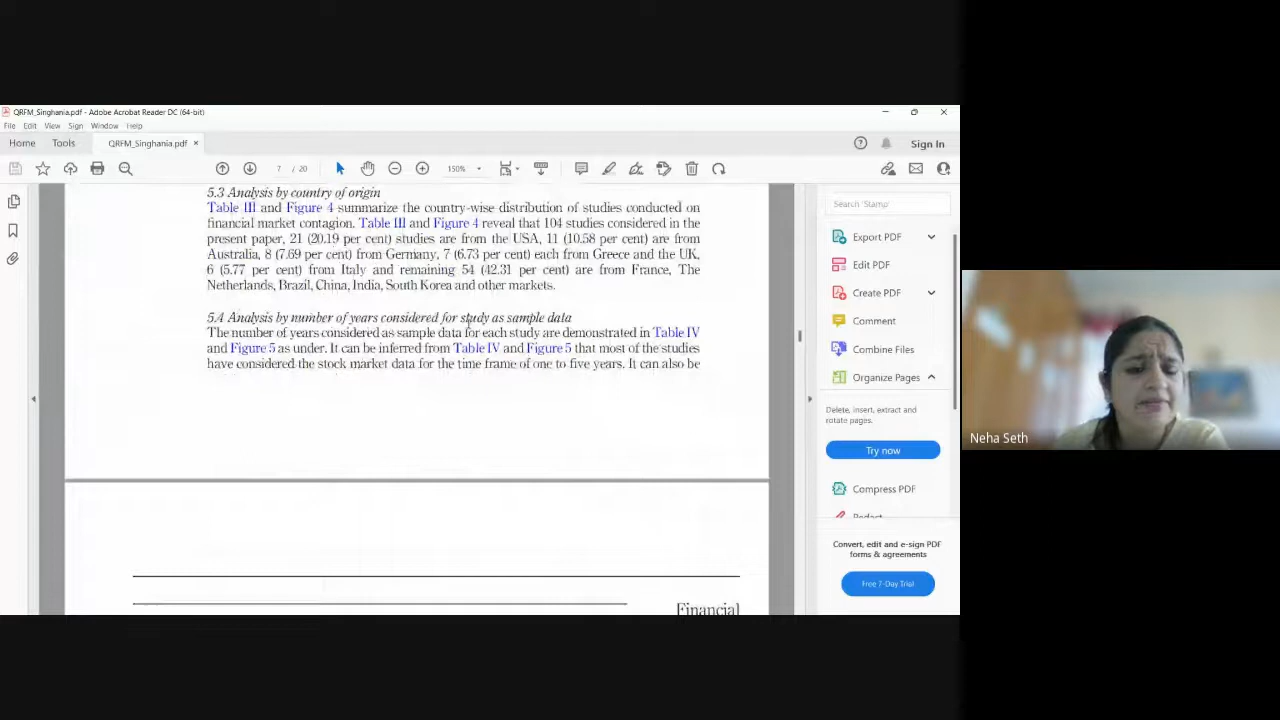 QRFM_Singhania.pdf - Adobe Acrobat Reader DC (64-bit)
File Edit View Sign Window Help
Home Tools QRFM_Singhania.pdf × Sign In
7 / 20 150%
5.3 Analysis by country of origin
Table III and Figure 4 summarize the country-wise distribution of studies conducted on
financial market contagion. Table III and Figure 4 reveal that 104 studies considered in the
present paper, 21 (20.19 per cent) studies are from the USA, 11 (10.58 per cent) are from
Australia, 8 (7.69 per cent) from Germany, 7 (6.73 per cent) each from Greece and the UK,
6 (5.77 per cent) from Italy and remaining 54 (42.31 per cent) are from France, The
Netherlands, Brazil, China, India, South Korea and other markets.
5.4 Analysis by number of years considered for study as sample data
The number of years considered as sample data for each study are demonstrated in Table IV
and Figure 5 as under. It can be inferred from Table IV and Figure 5 that most of the studies
have considered the stock market data for the time frame of one to five years. It can also be
Financial
Search 'Stamp'
Export PDF
Edit PDF
Create PDF
Comment
Combine Files
Organize Pages
Delete, insert, extract and
rotate pages.
Try now
Compress PDF
Redact
Convert, edit and e-sign PDF
forms & agreements
Free 7-Day Trial
Neha Seth